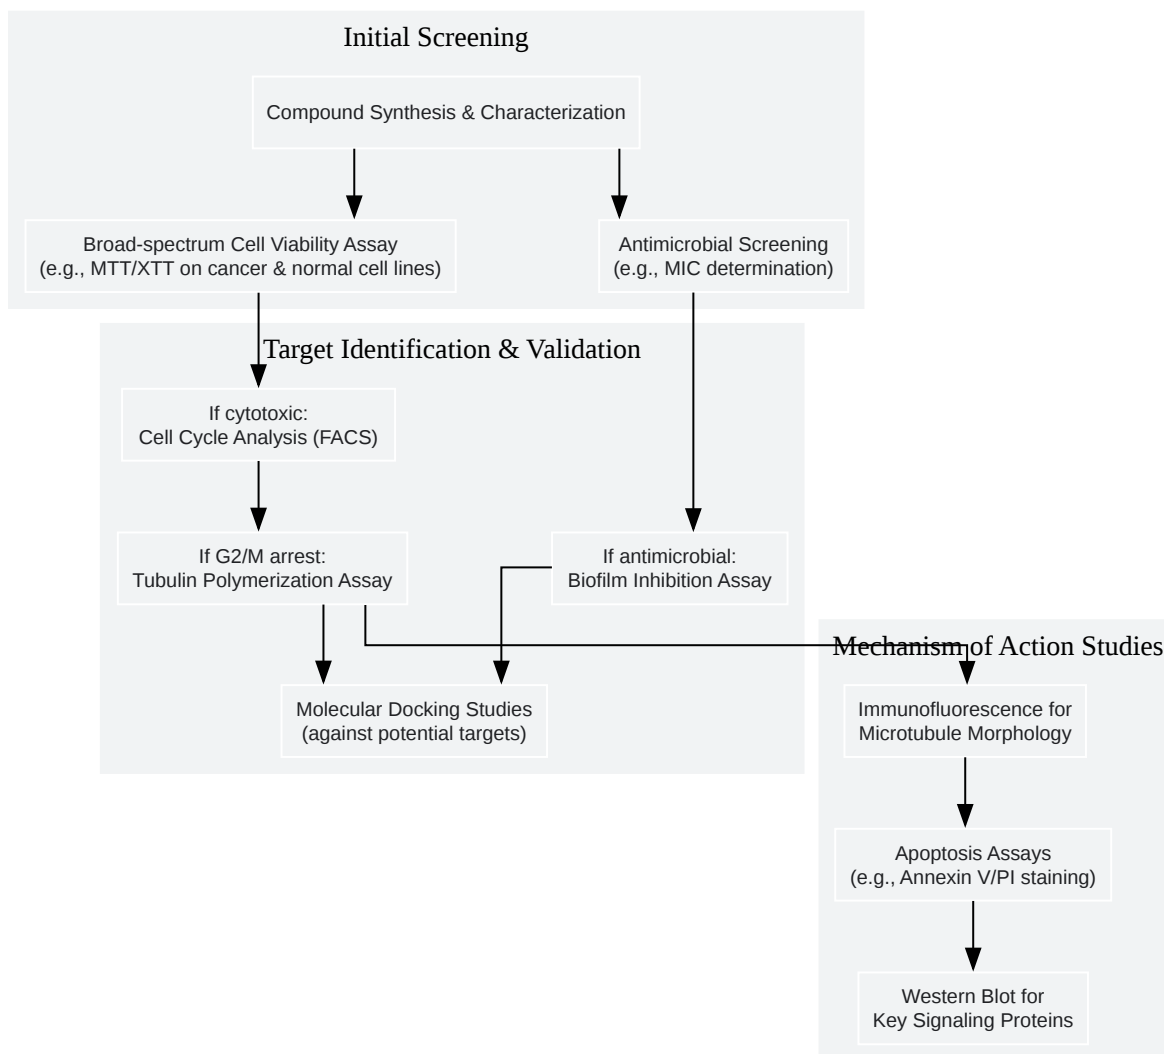 Initial Screening
Compound Synthesis & Characterization
Broad-spectrum Cell Viability Assay
(e.g., MTT/XTT on cancer & normal cell lines)
Antimicrobial Screening
(e.g., MIC determination)
Target Identification & Validation
If cytotoxic:
Cell Cycle Analysis (FACS)
If G2/M arrest:
Tubulin Polymerization Assay
If antimicrobial:
Biofilm Inhibition Assay
Molecular Docking Studies
(against potential targets)
Mechanism of Action Studies
Immunofluorescence for
Microtubule Morphology
Apoptosis Assays
(e.g., Annexin V/PI staining)
Western Blot for
Key Signaling Proteins